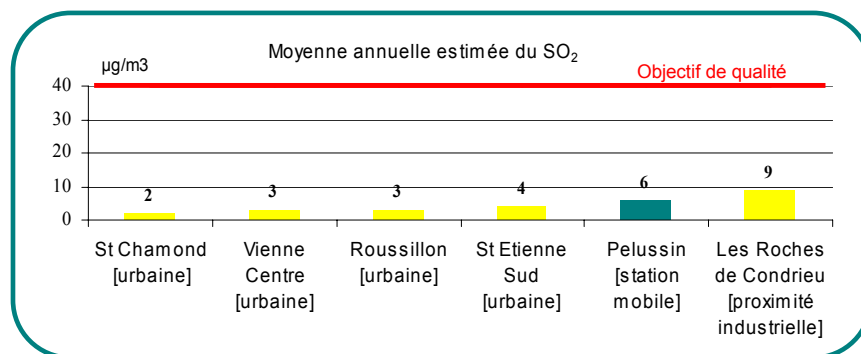 Moyenne annuelle estimée du SO₂
µg/m3
Objectif de qualité
40
30
20
10
0
2
3
3
4
6
9
St Chamond
[urbaine]
Vienne
Centre
[urbaine]
Roussillon
[urbaine]
St Etienne
Sud
[urbaine]
Pelussin
[station
mobile]
Les Roches
de Condrieu
[proximité
industrielle]